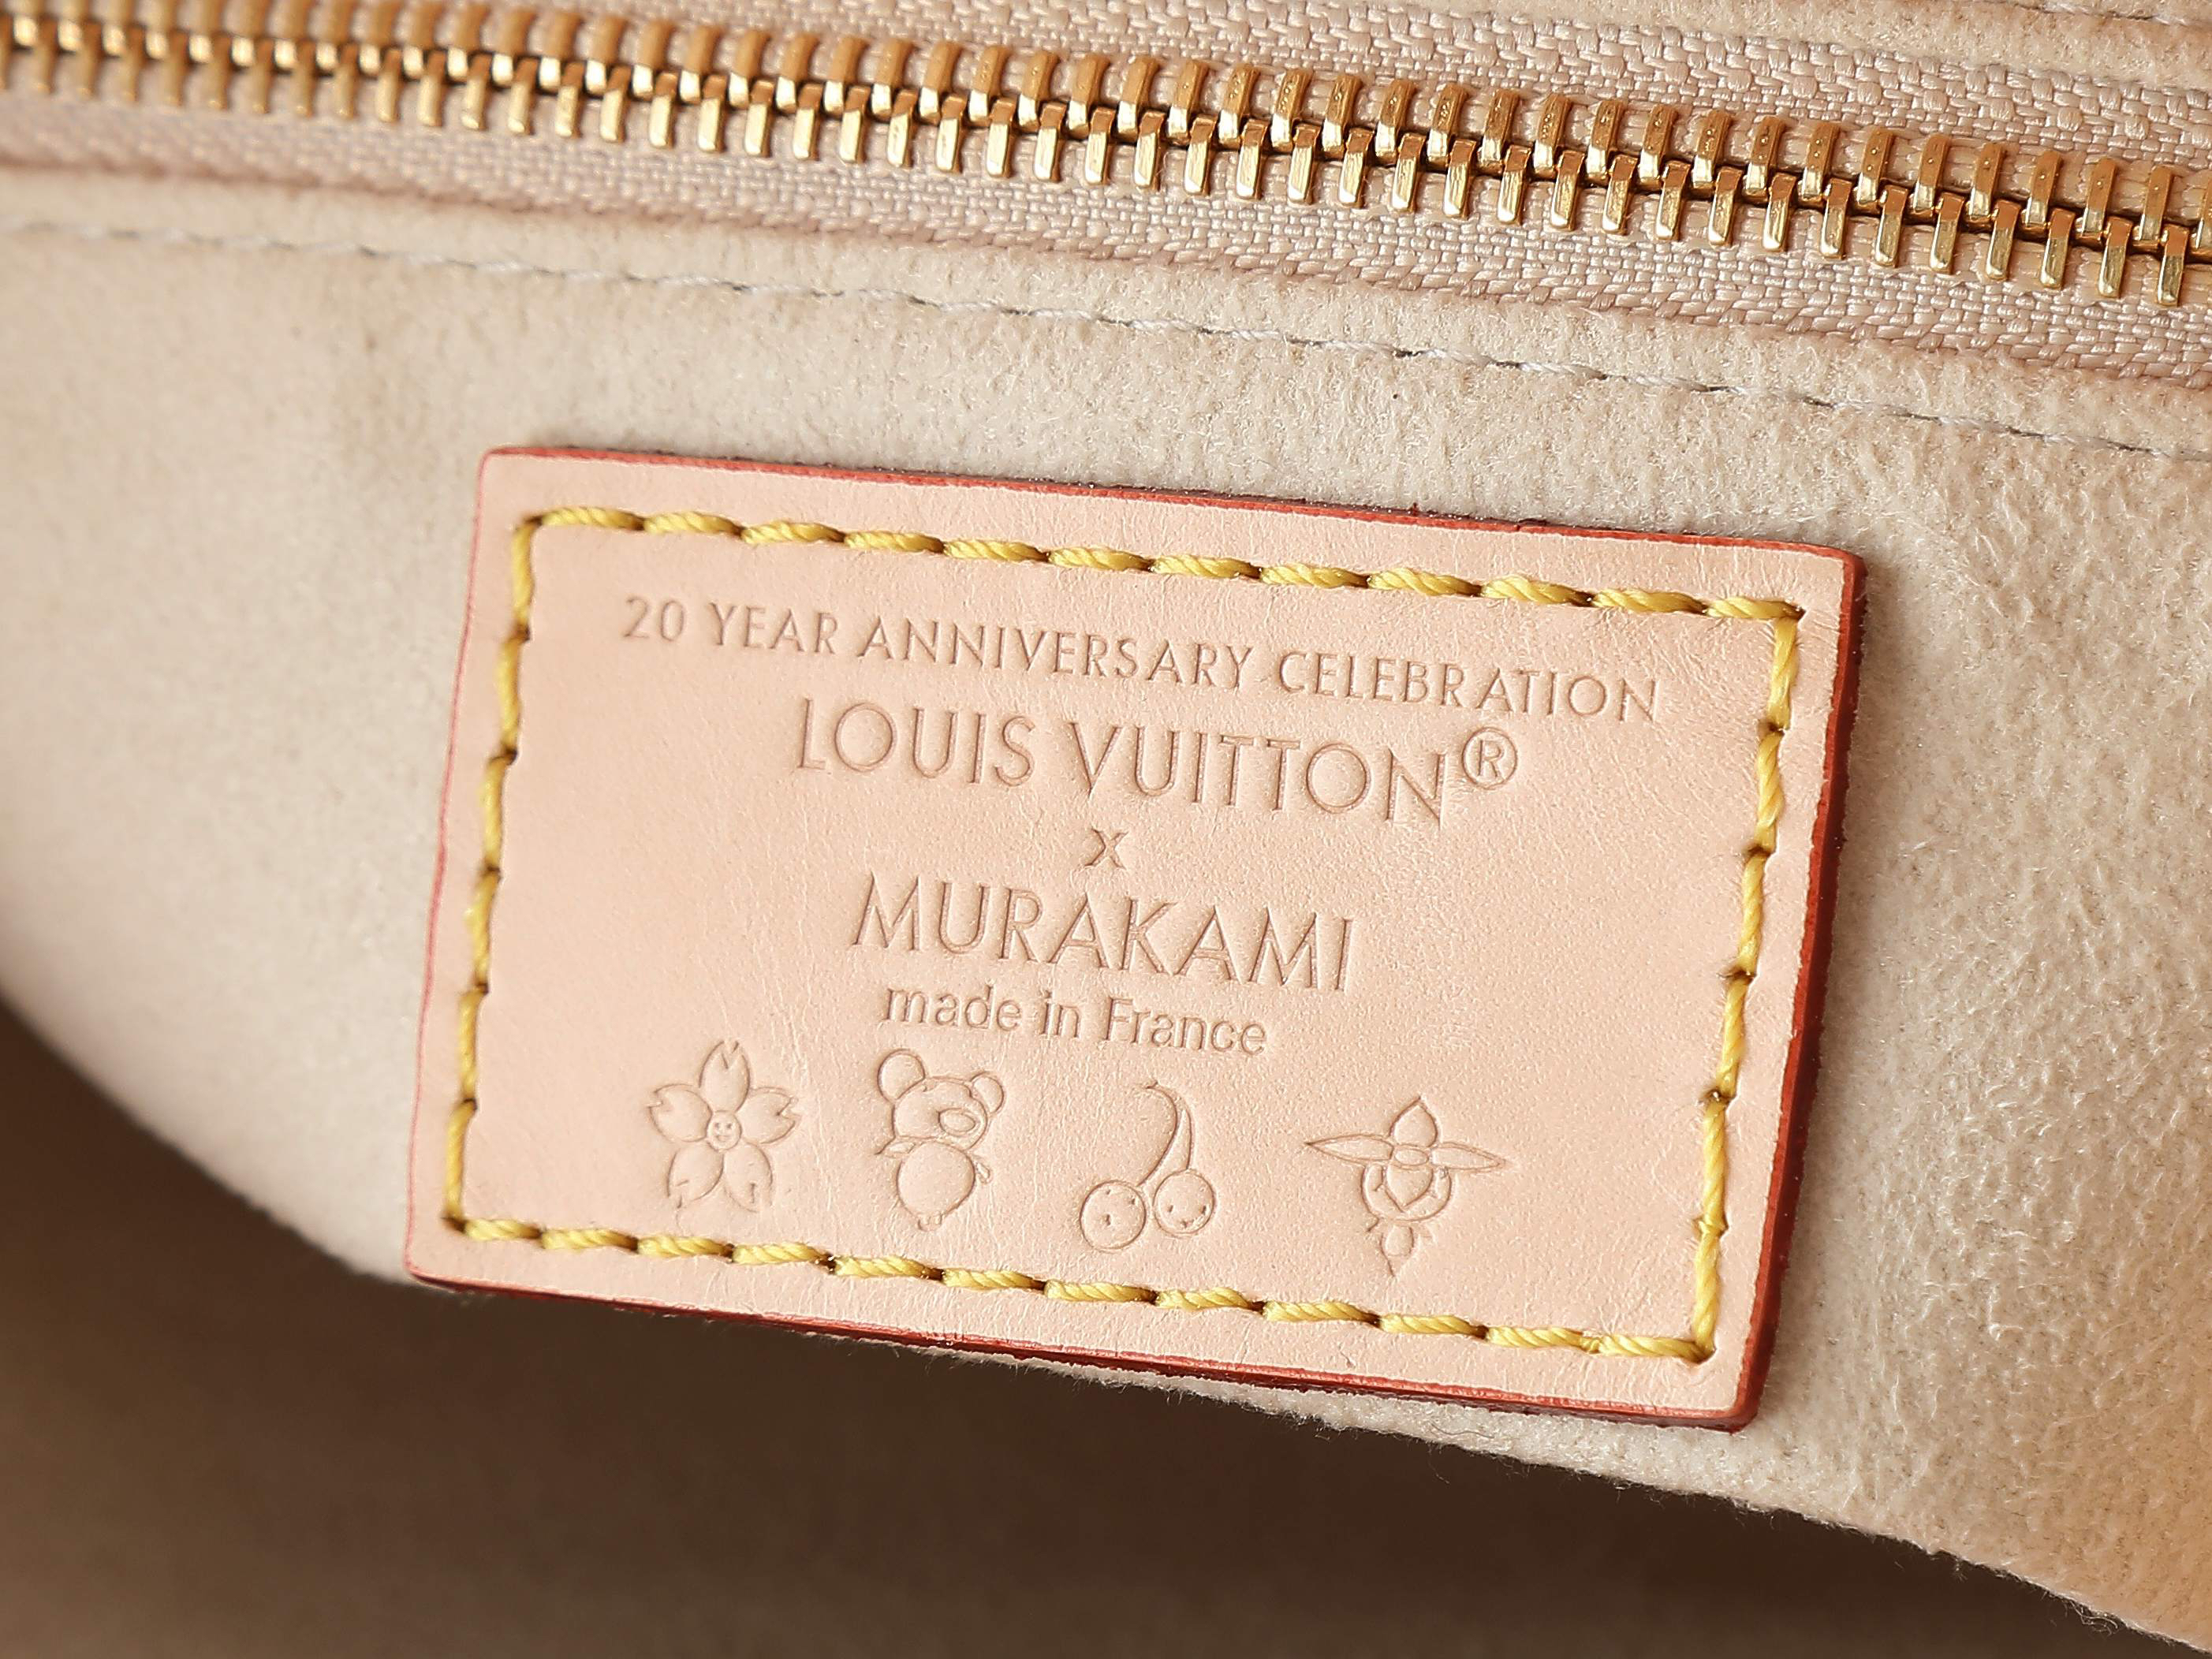 20 YEAR ANNIVERSARY CELEBRATION
LOUIS VUITTON®
x
MURAKAMI
made in France